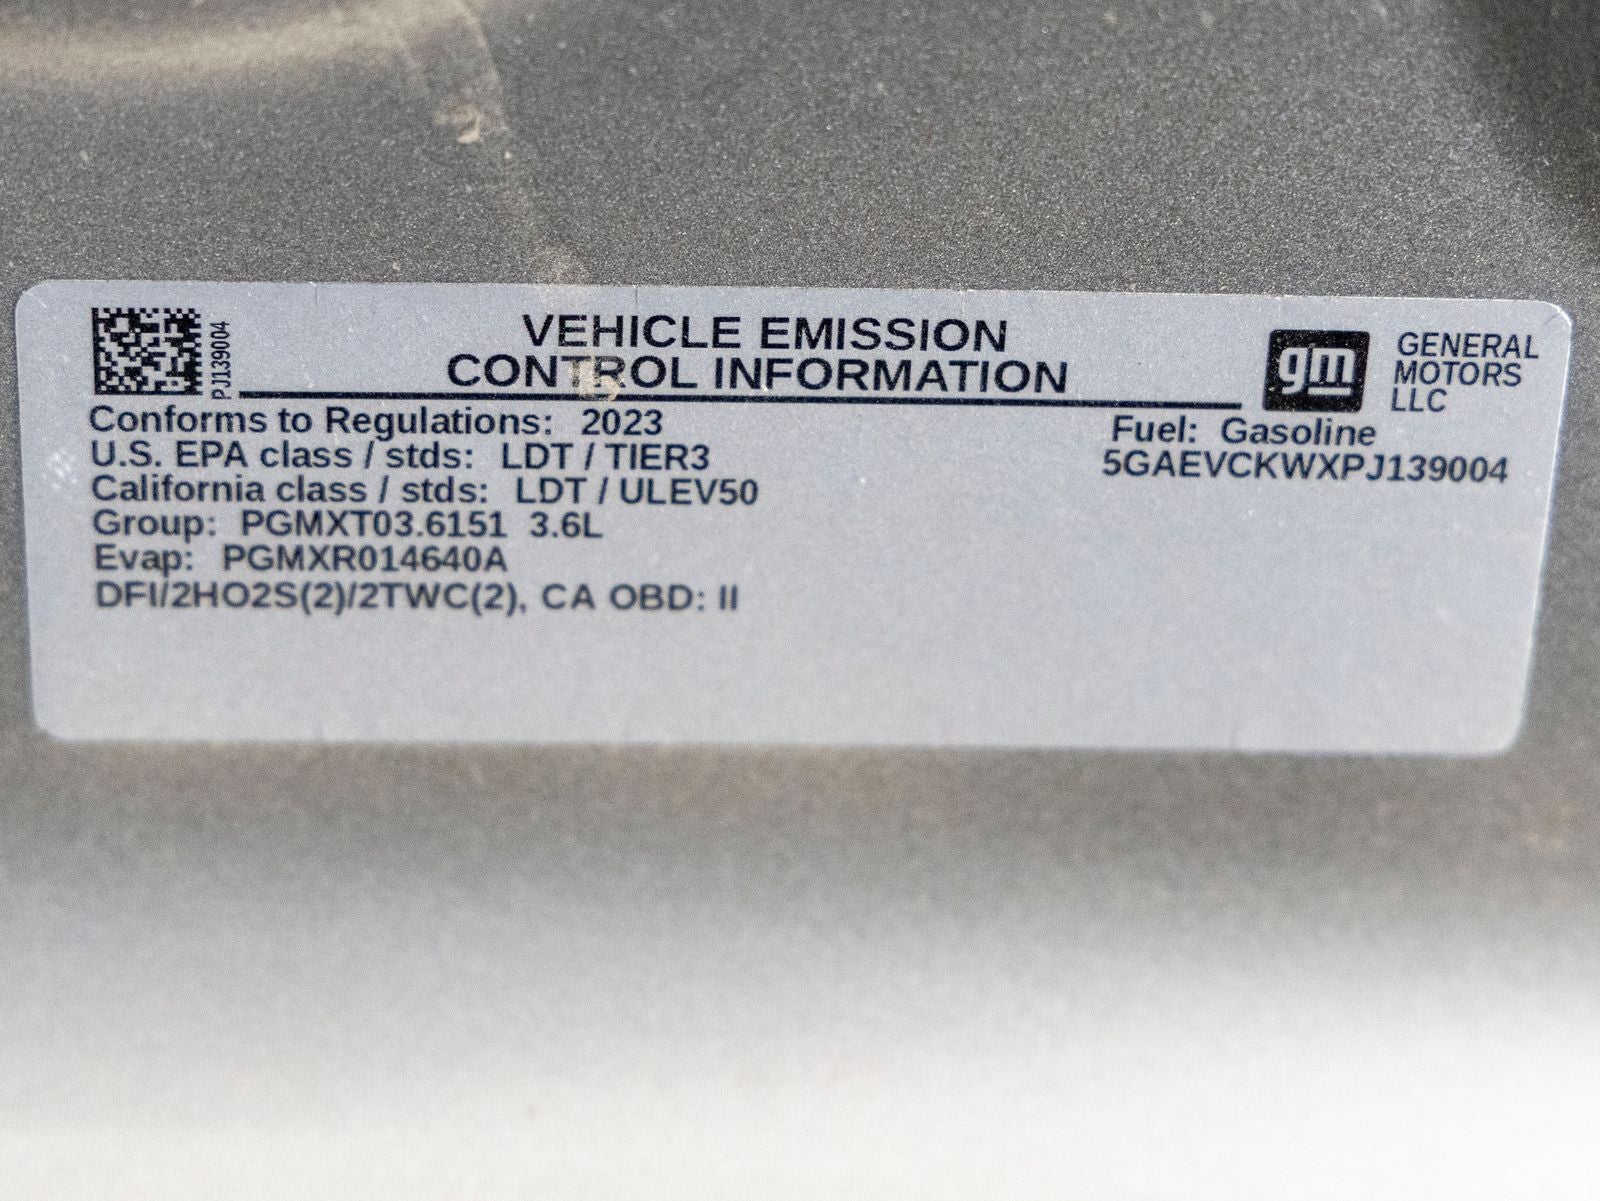 PJ139004
VEHICLE EMISSION
CONTROL INFORMATION
gm
GENERAL
MOTORS
LLC
Conforms to Regulations: 2023
U.S. EPA class / stds: LDT / TIER3
California class / stds: LDT / ULEV50
Group: PGMXT03.6151 3.6L
Evap: PGMXR014640A
DFI/2HO2S(2)/2TWC(2), CA OBD: II
Fuel: Gasoline
5GAEVCKWXPJ139004